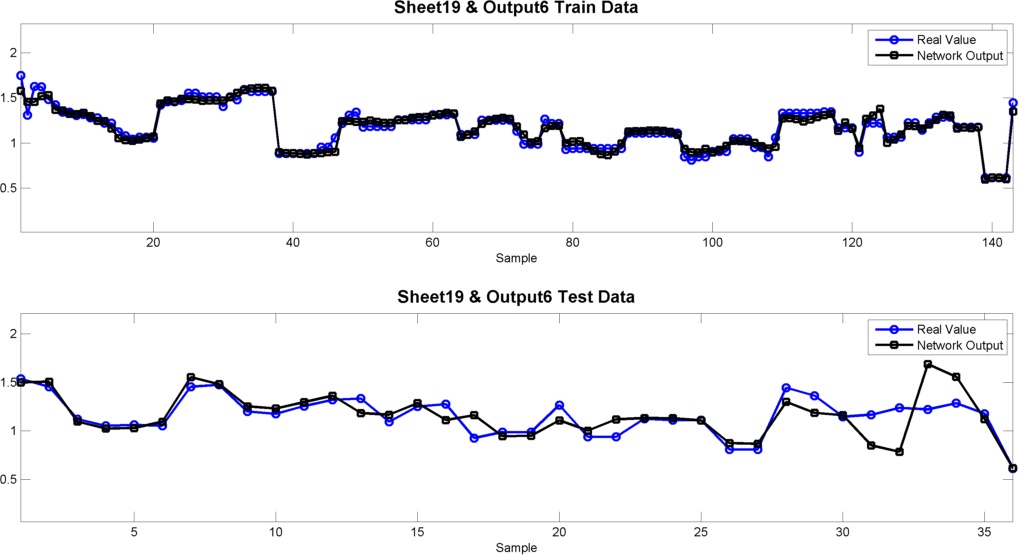 Sheet19 & Output6 Train Data
Real Value
Network Output
2
1.5
1
0.5
20 40 60 80 100 120 140
Sample
Sheet19 & Output6 Test Data
Real Value
Network Output
2
1.5
1
0.5
5 10 15 20 25 30 35
Sample